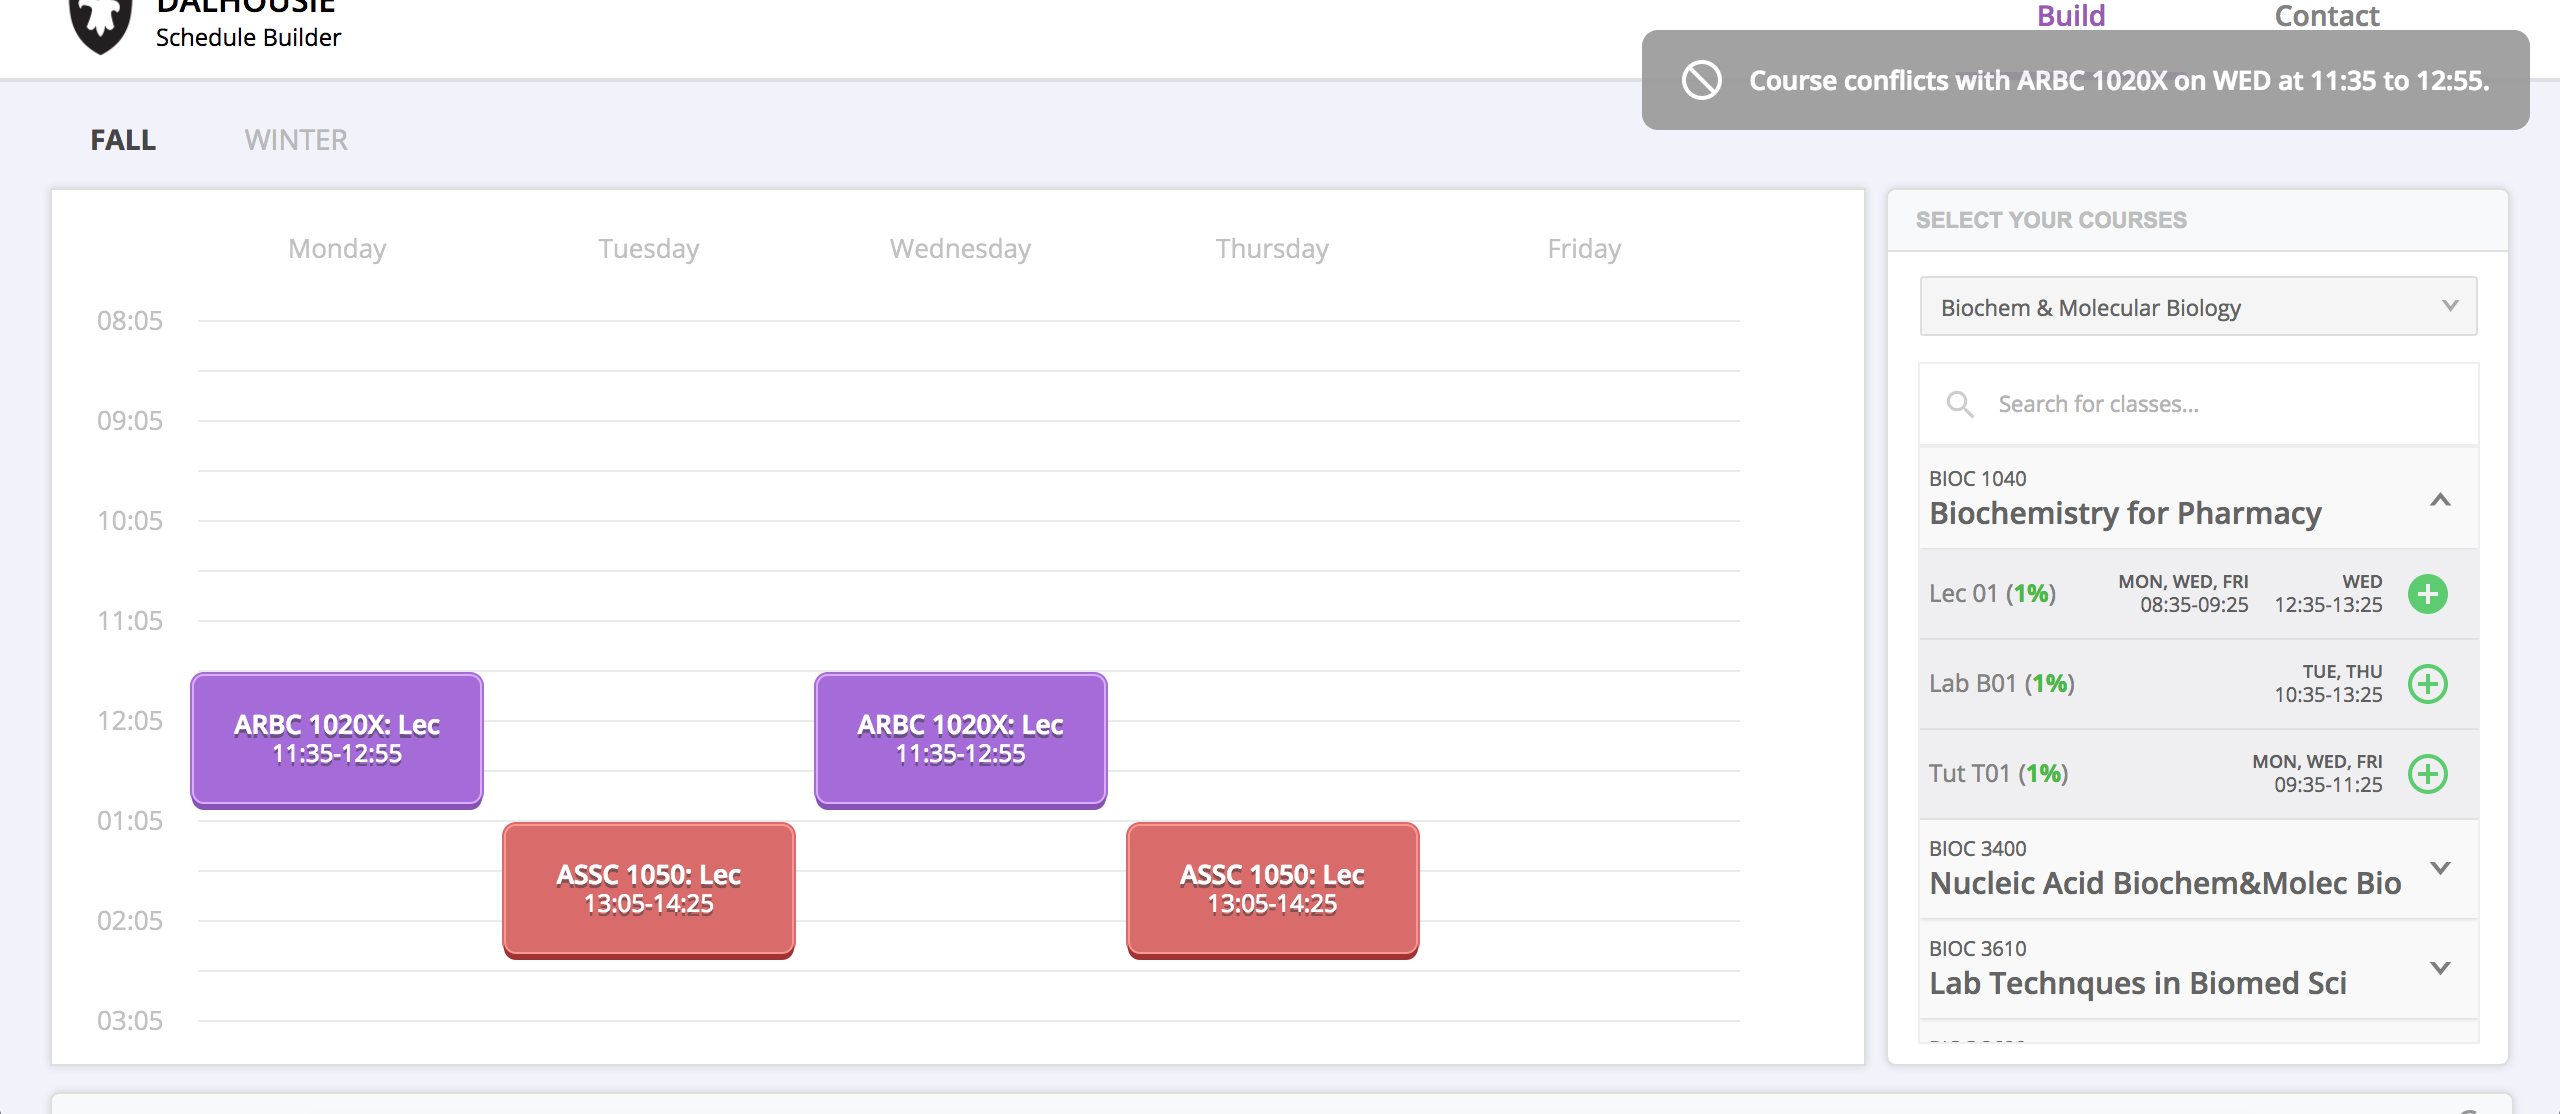 DALHOUSIE
Schedule Builder
Build
Contact
Course conflicts with ARBC 1020X on WED at 11:35 to 12:55.
FALL
WINTER
Monday
Tuesday
Wednesday
Thursday
Friday
08:05
09:05
10:05
11:05
12:05
01:05
02:05
03:05
ARBC 1020X: Lec
11:35-12:55
ARBC 1020X: Lec
11:35-12:55
ASSC 1050: Lec
13:05-14:25
ASSC 1050: Lec
13:05-14:25
SELECT YOUR COURSES
Biochem & Molecular Biology
Search for classes...
BIOC 1040
Biochemistry for Pharmacy
Lec 01 (1%)
MON, WED, FRI
08:35-09:25
WED
12:35-13:25
Lab B01 (1%)
TUE, THU
10:35-13:25
Tut T01 (1%)
MON, WED, FRI
09:35-11:25
BIOC 3400
Nucleic Acid Biochem&Molec Bio
BIOC 3610
Lab Technques in Biomed Sci